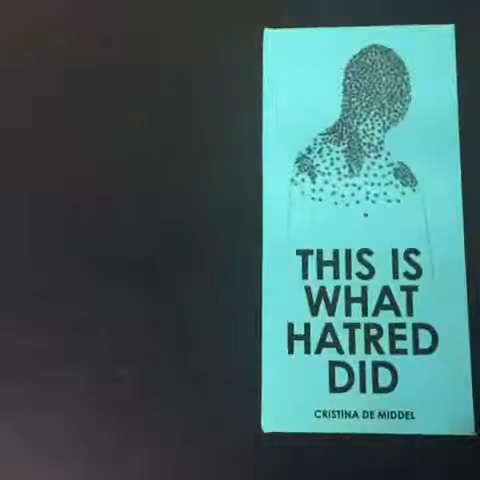 THIS IS
WHAT
HATRED
DID
CRISTINA DE MIDDEL